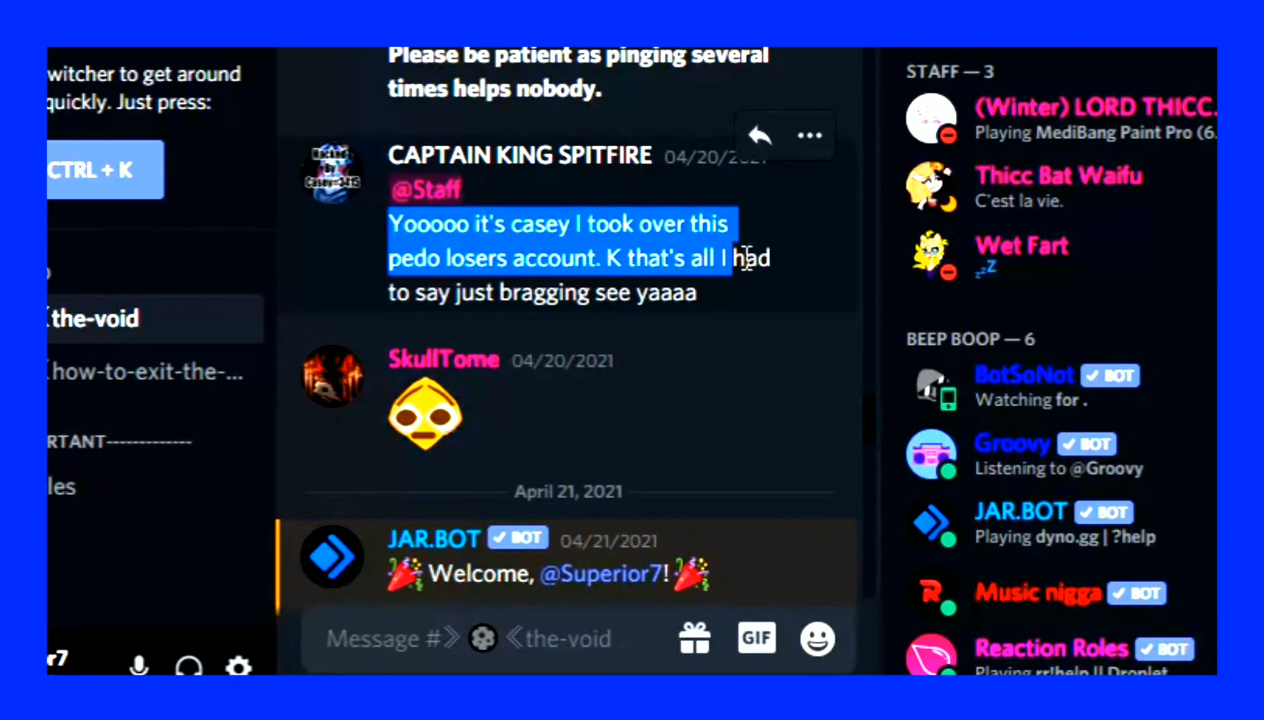 witcher to get around
quickly. Just press:
CTRL + K
the-void
how-to-exit-the-...
RTANT-------------
les
r7
Please be patient as pinging several
times helps nobody.
CAPTAIN KING SPITFIRE 04/20/2021
@Staff
Yooooo it's casey I took over this
pedo losers account. K that's all I had
to say just bragging see yaaaa
SkullTome 04/20/2021
April 21, 2021
JAR.BOT ✓ BOT 04/21/2021
Welcome, @Superior7!
Message #》 《the-void
GIF
STAFF — 3
(Winter) LORD THICC.
Playing MediBang Paint Pro (6.
Thicc Bat Waifu
C'est la vie.
Wet Fart
zzZ
BEEP BOOP — 6
BotSoNot ✓ BOT
Watching for .
Groovy ✓ BOT
Listening to @Groovy
JAR.BOT ✓ BOT
Playing dyno.gg | ?help
Music nigga ✓ BOT
Reaction Roles ✓ BOT
Playing rr!help || Droplet